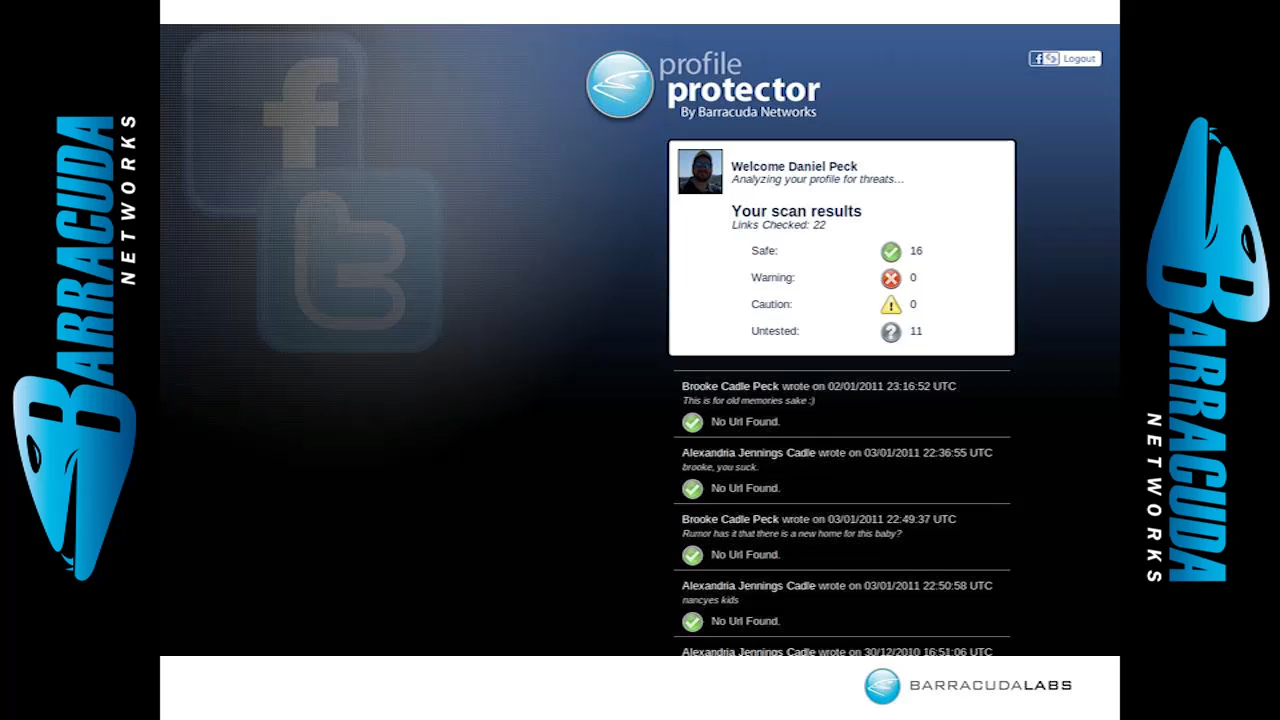 BARRACUDA
NETWORKS
profile
protector
By Barracuda Networks
Logout
Welcome Daniel Peck
Analyzing your profile for threats...
Your scan results
Links Checked: 22
Safe: 16
Warning: 0
Caution: 0
Untested: 11
Brooke Cadle Peck wrote on 02/01/2011 23:16:52 UTC
This is for old memories sake :)
No Url Found.
Alexandria Jennings Cadle wrote on 03/01/2011 22:36:55 UTC
brooke, you suck.
No Url Found.
Brooke Cadle Peck wrote on 03/01/2011 22:49:37 UTC
Rumor has it that there is a new home for this baby?
No Url Found.
Alexandria Jennings Cadle wrote on 03/01/2011 22:50:58 UTC
nancyes kids
No Url Found.
Alexandria Jennings Cadle wrote on 30/12/2010 16:51:06 UTC
BARRACUDALABS
BARRACUDA
NETWORKS